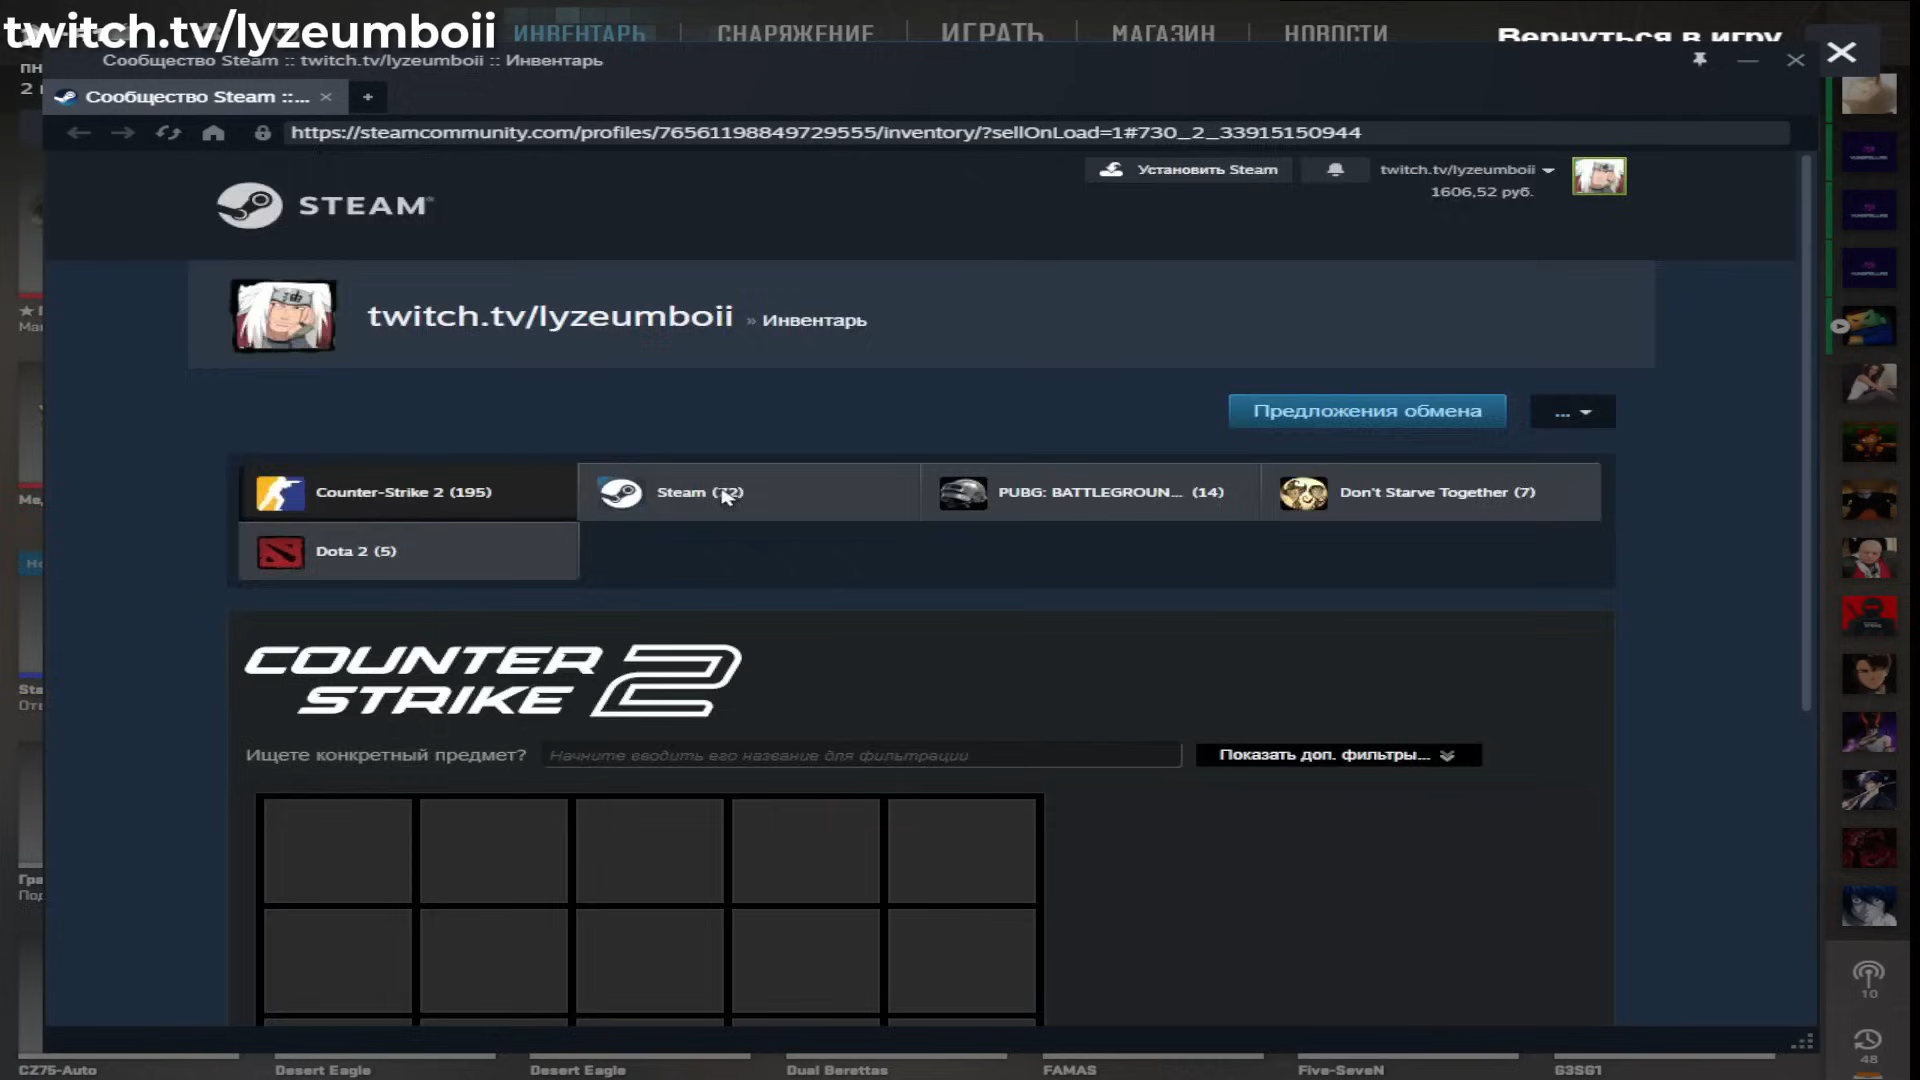 twitch.tv/lyzeumboii
ИНВЕНТАРЬ
СНАРЯЖЕНИЕ
ИГРАТЬ
МАГАЗИН
НОВОСТИ
Вернуться в игру
Сообщество Steam :: twitch.tv/lyzeumboii :: Инвентарь
Сообщество Steam ::...
https://steamcommunity.com/profiles/76561198849729555/inventory/?sellOnLoad=1#730_2_33915150944
Установить Steam
twitch.tv/lyzeumboii
1606,52 руб.
STEAM
twitch.tv/lyzeumboii » Инвентарь
Предложения обмена
...
Counter-Strike 2 (195)
Steam (72)
PUBG: BATTLEGROUN... (14)
Don't Starve Together (7)
Dota 2 (5)
COUNTER
STRIKE 2
Ищете конкретный предмет?
Начните вводить его название для фильтрации
Показать доп. фильтры...
10
48
CZ75-Auto
Desert Eagle
Desert Eagle
Dual Berettas
FAMAS
Five-SeveN
G3SG1